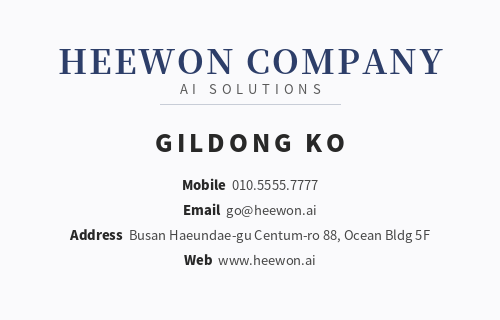 HEEWON COMPANY
AI SOLUTIONS
GILDONG KO
Mobile 010.5555.7777
Email go@heewon.ai
Address Busan Haeundae-gu Centum-ro 88, Ocean Bldg 5F
Web www.heewon.ai